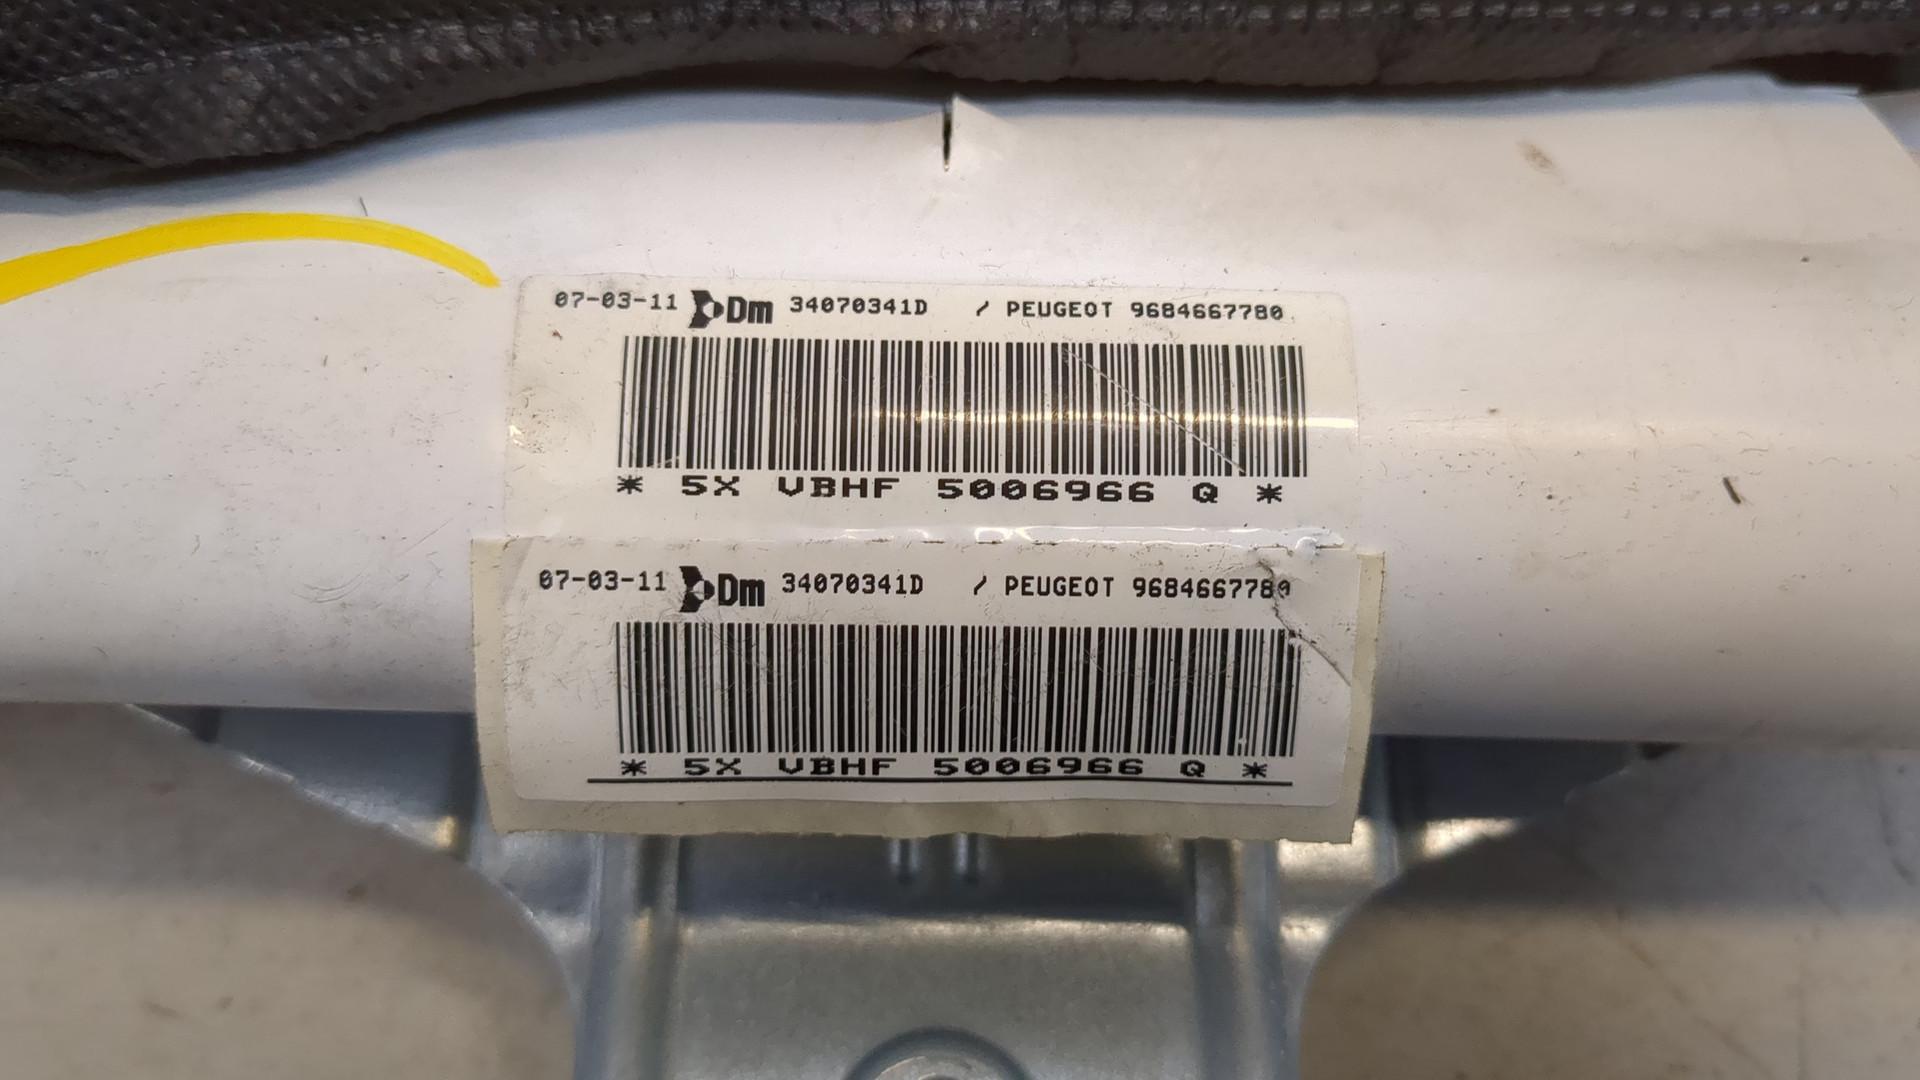 07-03-11 Dm 34070341D / PEUGEOT 9684667780
* 5X VBHF 5006966 Q *
07-03-11 Dm 34070341D / PEUGEOT 9684667780
* 5X VBHF 5006966 Q *